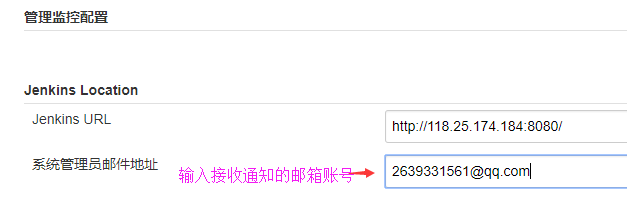 管理监控配置
Jenkins Location
Jenkins URL
http://118.25.174.184:8080/
系统管理员邮件地址
输入接收通知的邮箱账号
2639331561@qq.com